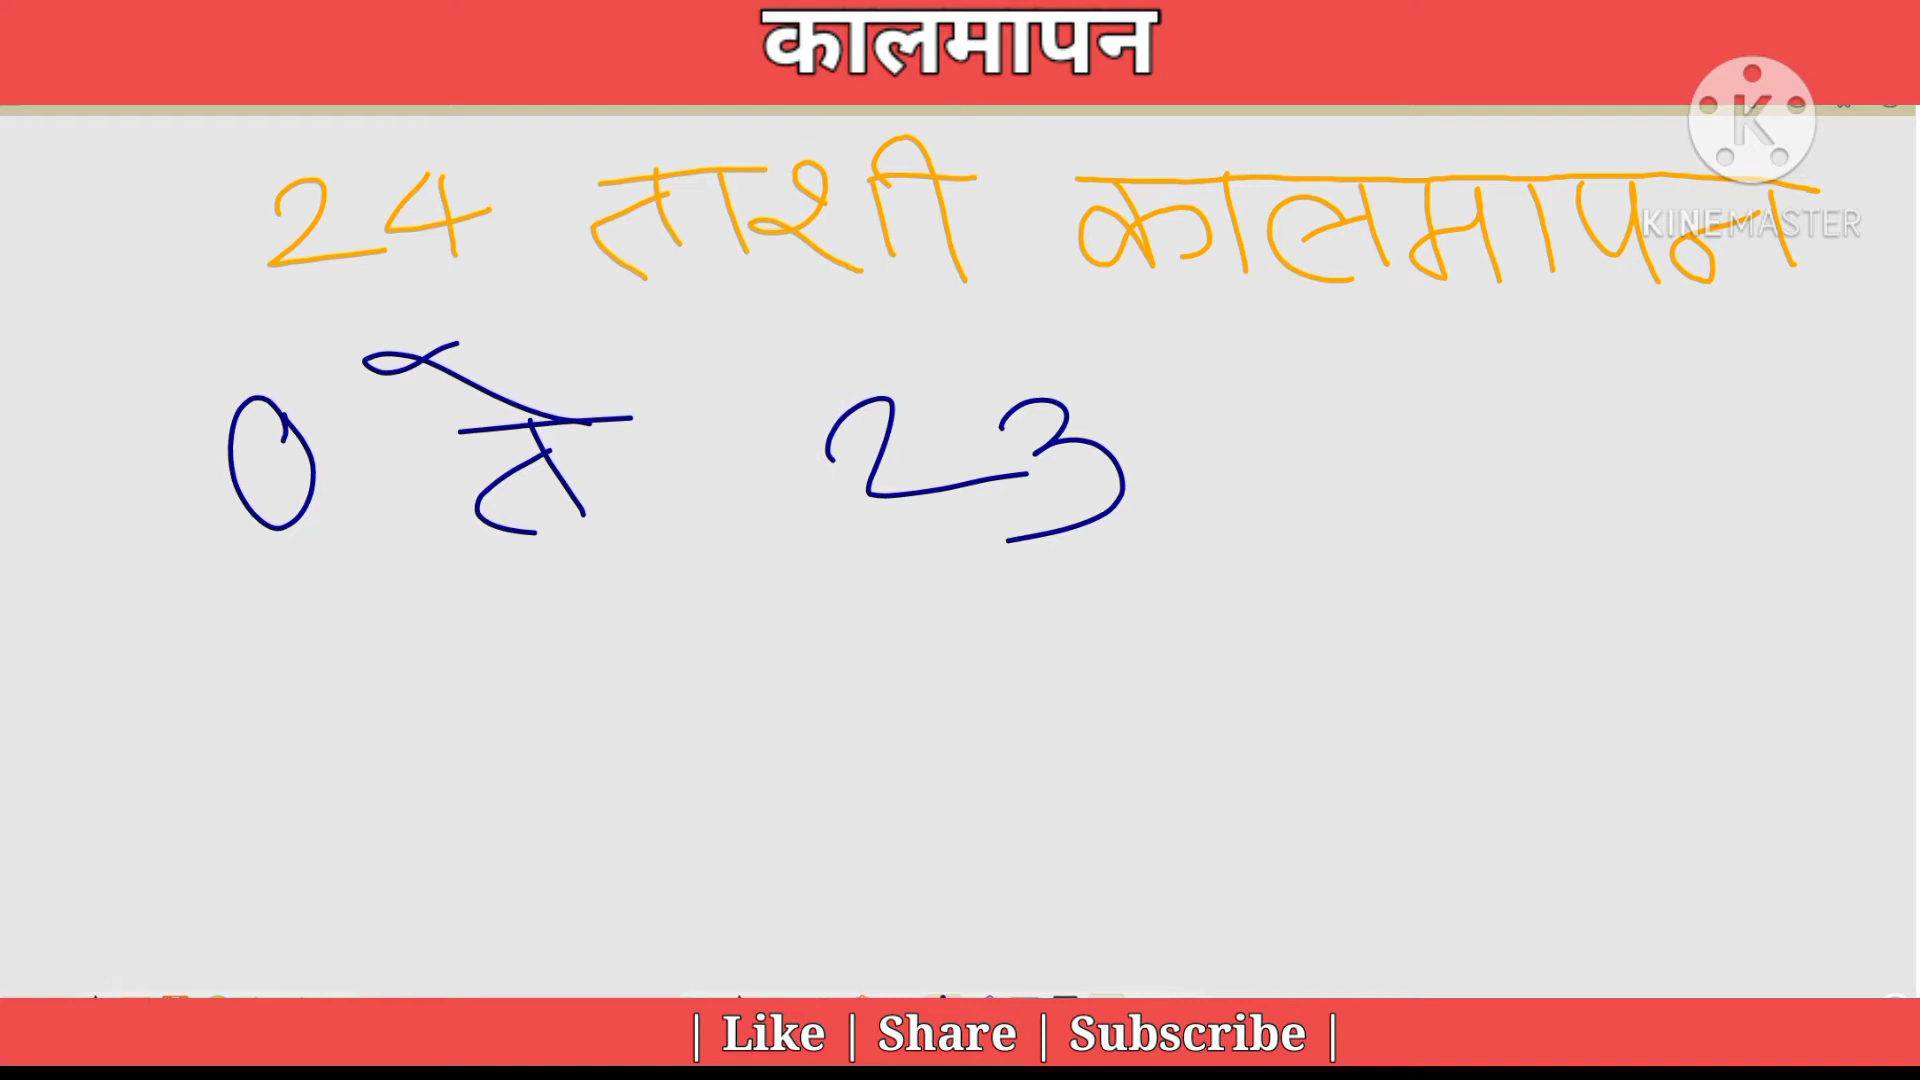 कालमापन
K
KINEMASTER
24 ताशी कालमापन
0 ते 23
| Like | Share | Subscribe |